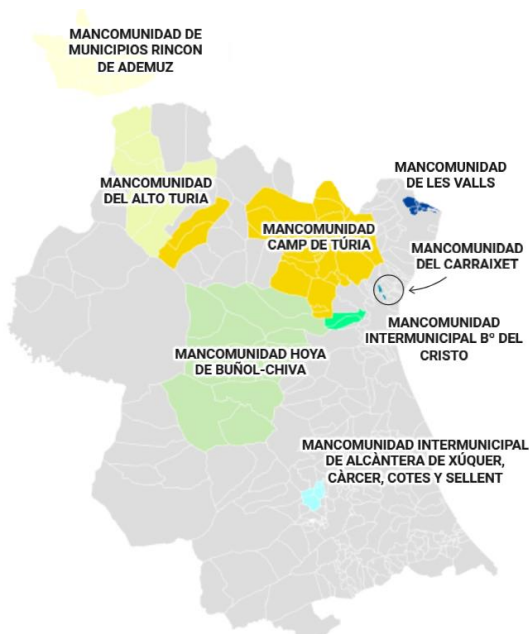 MANCOMUNIDAD DE
MUNICIPIOS RINCON
DE ADEMUZ
MANCOMUNIDAD
DEL ALTO TURIA
MANCOMUNIDAD
CAMP DE TÚRIA
MANCOMUNIDAD
DE LES VALLS
MANCOMUNIDAD
DEL CARRAIXET
MANCOMUNIDAD
INTERMUNICIPAL Bº DEL
CRISTO
MANCOMUNIDAD HOYA
DE BUÑOL-CHIVA
MANCOMUNIDAD INTERMUNICIPAL
DE ALCÀNTERA DE XÚQUER,
CÀRCER, COTES Y SELLENT